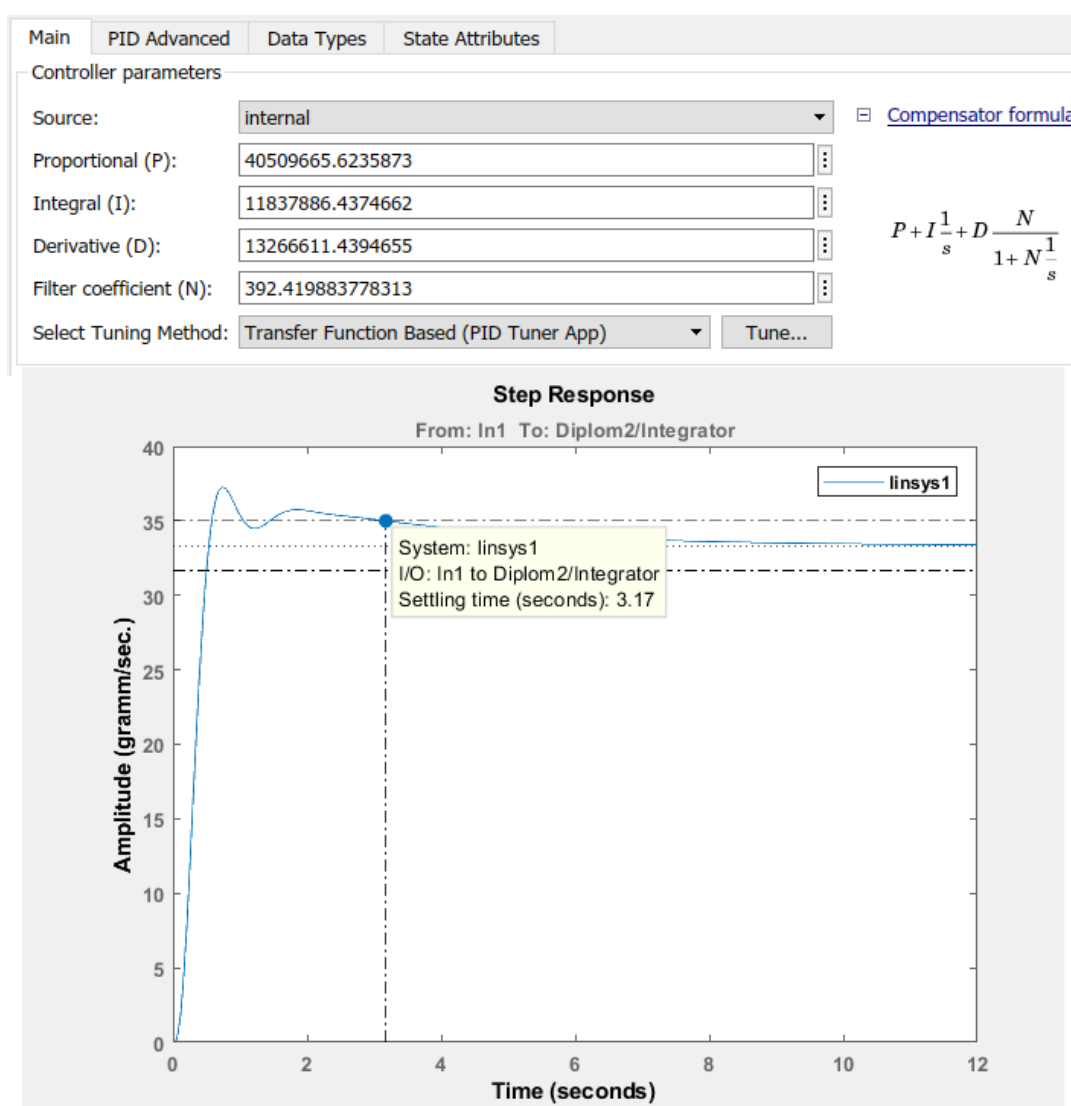 Main PID Advanced Data Types State Attributes
Controller parameters
Source: internal
Compensator formula
Proportional (P): 40509665.6235873
Integral (I): 11837886.4374662
Derivative (D): 13266611.4394655
Filter coefficient (N): 392.419883778313
Select Tuning Method: Transfer Function Based (PID Tuner App) Tune...
P + I 1/s + D N/(1 + N 1/s)
Step Response
From: In1 To: Diplom2/Integrator
linsys1
System: linsys1
I/O: In1 to Diplom2/Integrator
Settling time (seconds): 3.17
Amplitude (gramm/sec.)
40
35
30
25
20
15
10
5
0
0 2 4 6 8 10 12
Time (seconds)